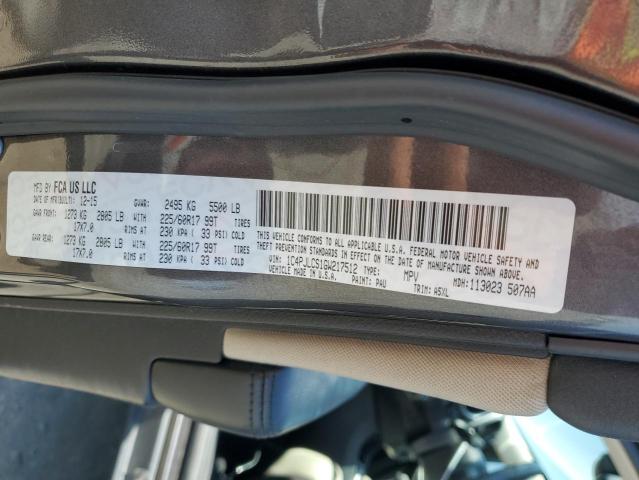 MFD BY FCA US LLC
DATE OF MFR(BUILT): 12-15 GVWR: 2495 KG 5500 LB
GAWR FRONT: 1273 KG 2805 LB WITH 225/60R17 99T TIRES
17X7.0 RIMS AT 230 KPA ( 33 PSI) COLD
GAWR REAR: 1273 KG 2805 LB WITH 225/60R17 99T TIRES
17X7.0 RIMS AT 230 KPA ( 33 PSI) COLD
THIS VEHICLE CONFORMS TO ALL APPLICABLE U.S.A. FEDERAL MOTOR VEHICLE SAFETY AND
THEFT PREVENTION STANDARDS IN EFFECT ON THE DATE OF MANUFACTURE SHOWN ABOVE.
VIN: 1C4PJLCS1GW217512 TYPE: MPV MDH: 113023 507AA
VEHICLE MADE IN U.S.A. PAINT: PAU TRIM: A5XL